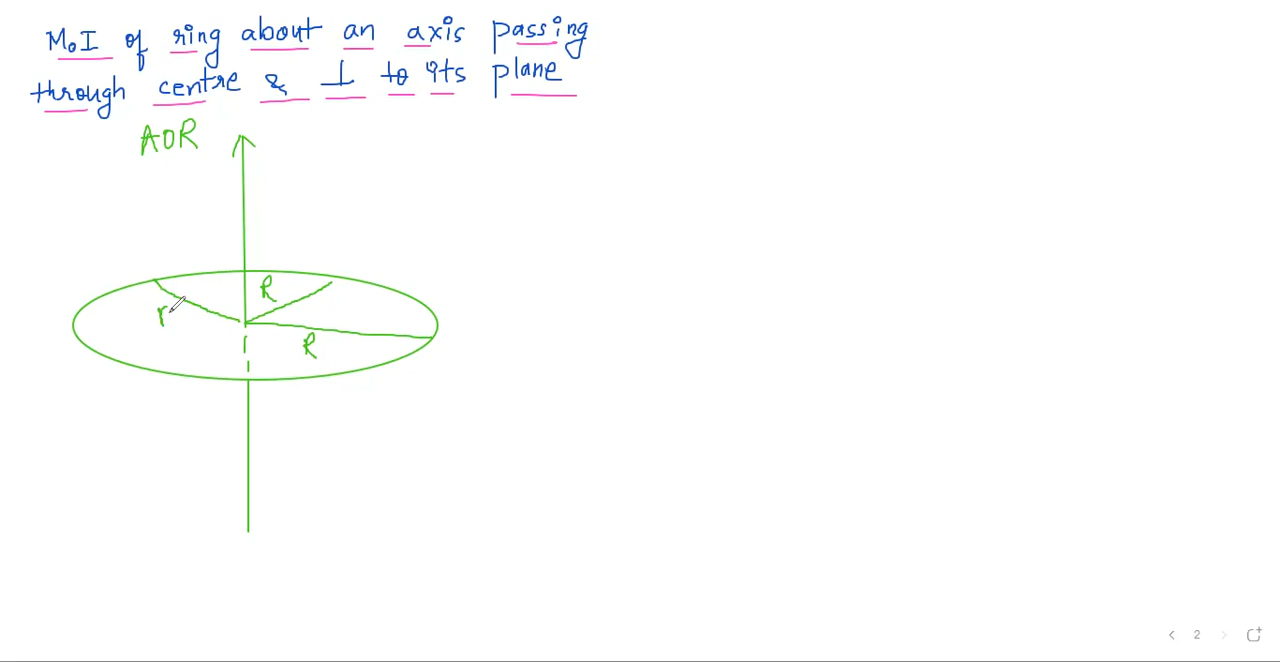 M.I of ring about an axis passing
through centre & ⊥ to its plane
AOR
R
r
R
2